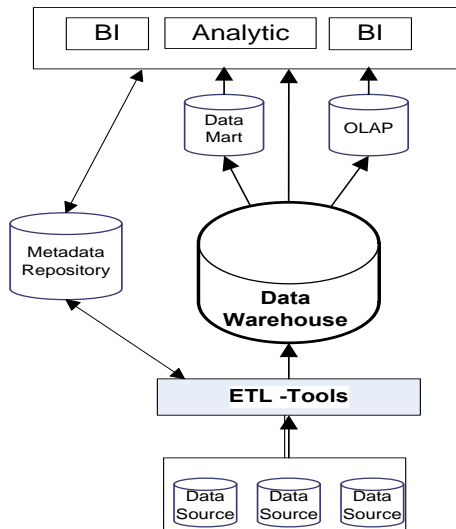 BI
Analytic
BI
Data
Mart
OLAP
Metadata
Repository
Data
Warehouse
ETL -Tools
Data
Source
Data
Source
Data
Source